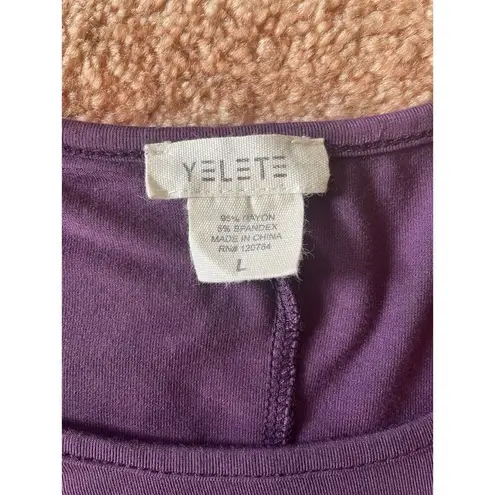 YELETE
95% RAYON
5% SPANDEX
MADE IN CHINA
RN# 120784
L